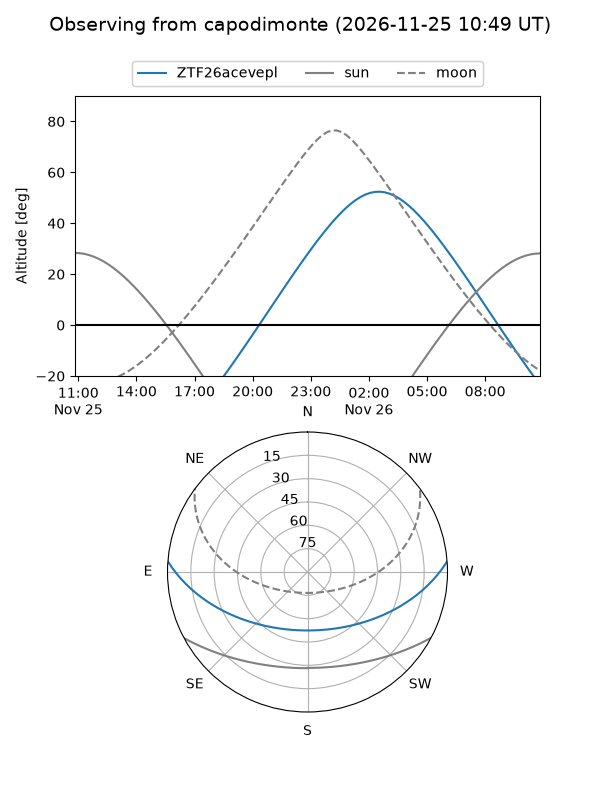 Observing from capodimonte (2026-11-25 10:49 UT)
ZTF26acevepl sun moon
Altitude [deg]
80
60
40
20
0
−20
11:00 14:00 17:00 20:00 23:00 02:00 05:00 08:00
Nov 25 Nov 26
N
NE NW
15
30
45
60
75
E W
SE SW
S